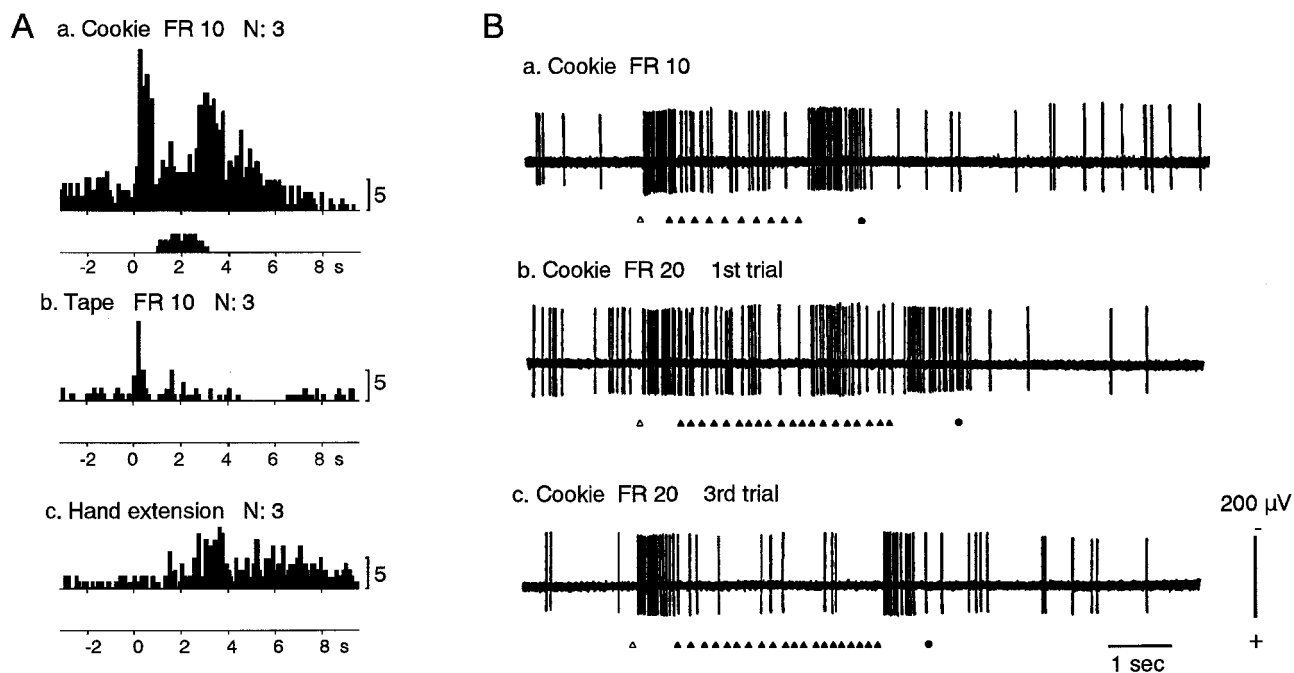 A
a. Cookie FR 10 N: 3
5
-2 0 2 4 6 8 s
b. Tape FR 10 N: 3
5
-2 0 2 4 6 8 s
c. Hand extension N: 3
5
-2 0 2 4 6 8 s
B
a. Cookie FR 10
b. Cookie FR 20 1st trial
c. Cookie FR 20 3rd trial
200 µV
-
+
1 sec